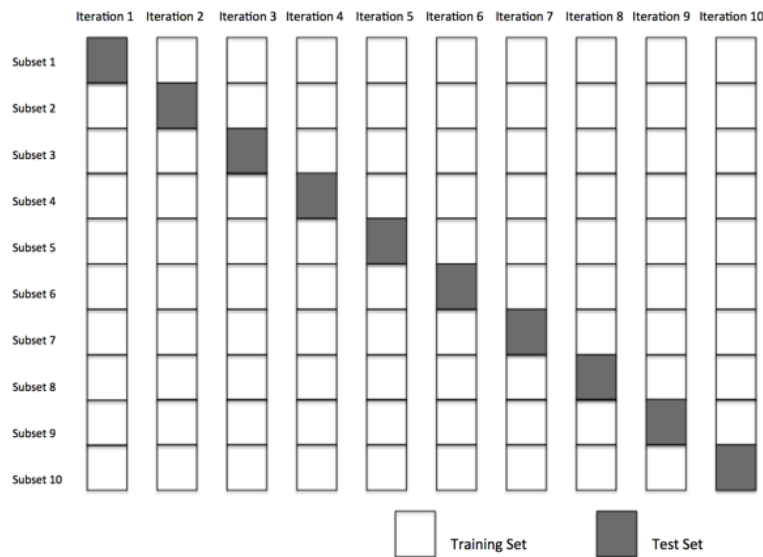 Iteration 1 Iteration 2 Iteration 3 Iteration 4 Iteration 5 Iteration 6 Iteration 7 Iteration 8 Iteration 9 Iteration 10
Subset 1
Subset 2
Subset 3
Subset 4
Subset 5
Subset 6
Subset 7
Subset 8
Subset 9
Subset 10
Training Set Test Set